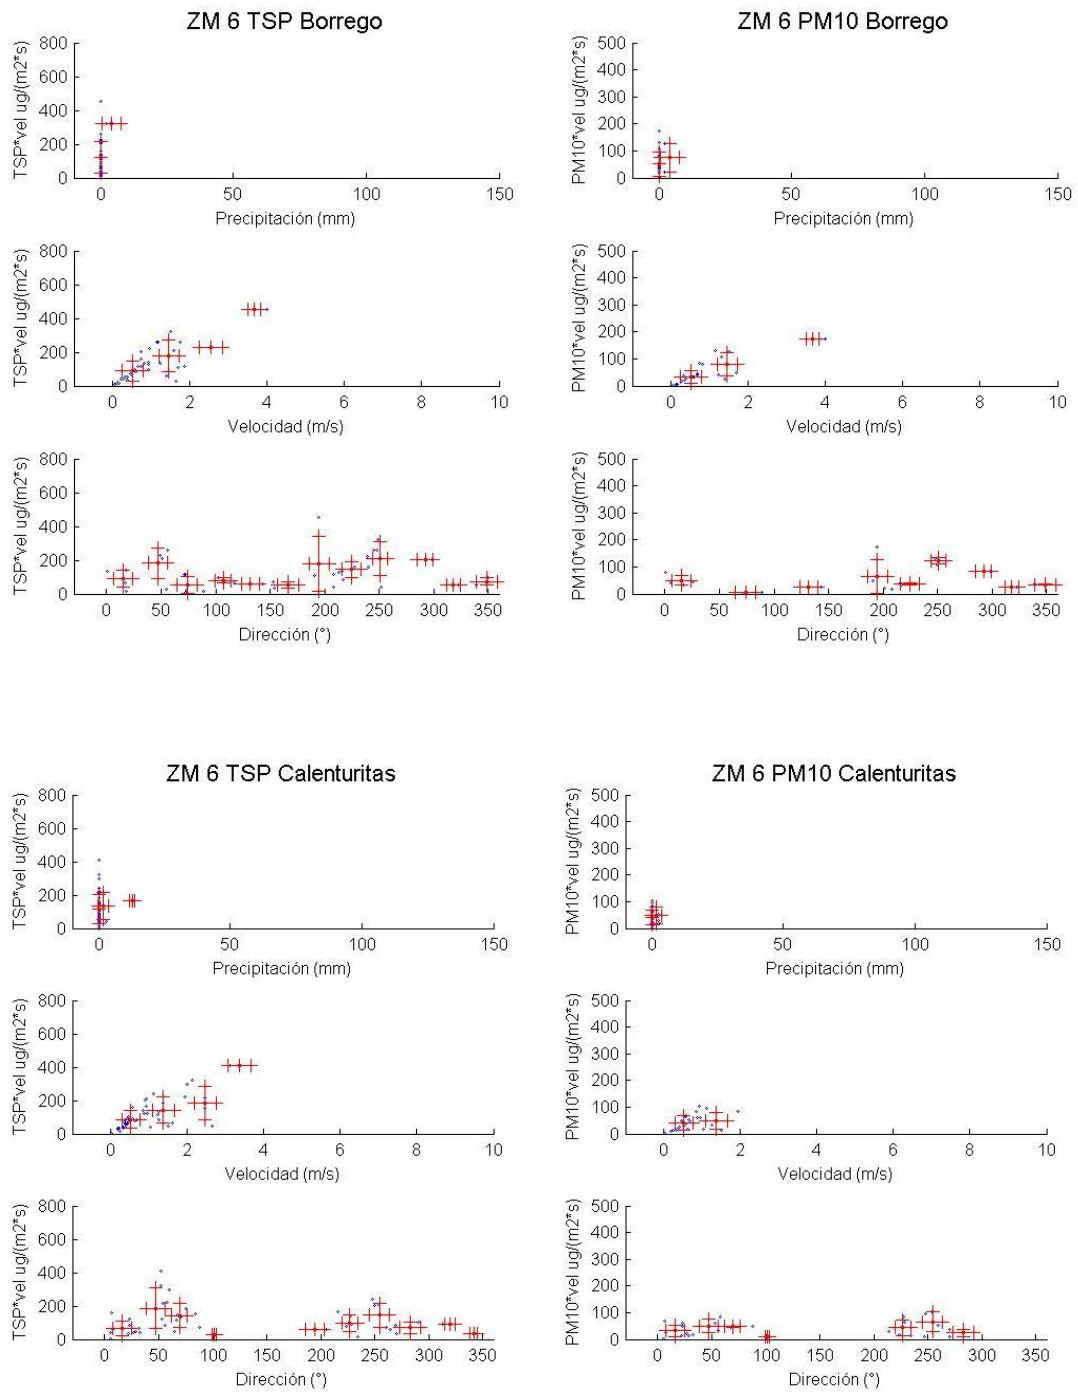 ZM 6 TSP Borrego
TSP*vel ug/(m2*s)
800
600
400
200
0
0 50 100 150
Precipitación (mm)
ZM 6 PM10 Borrego
PM10*vel ug/(m2*s)
500
400
300
200
100
0
0 50 100 150
Precipitación (mm)
TSP*vel ug/(m2*s)
800
600
400
200
0
0 2 4 6 8 10
Velocidad (m/s)
PM10*vel ug/(m2*s)
500
400
300
200
100
0
0 2 4 6 8 10
Velocidad (m/s)
TSP*vel ug/(m2*s)
800
600
400
200
0
0 50 100 150 200 250 300 350
Dirección (°)
PM10*vel ug/(m2*s)
500
400
300
200
100
0
0 50 100 150 200 250 300 350
Dirección (°)
ZM 6 TSP Calenturitas
TSP*vel ug/(m2*s)
800
600
400
200
0
0 50 100 150
Precipitación (mm)
ZM 6 PM10 Calenturitas
PM10*vel ug/(m2*s)
500
400
300
200
100
0
0 50 100 150
Precipitación (mm)
TSP*vel ug/(m2*s)
800
600
400
200
0
0 2 4 6 8 10
Velocidad (m/s)
PM10*vel ug/(m2*s)
500
400
300
200
100
0
0 2 4 6 8 10
Velocidad (m/s)
TSP*vel ug/(m2*s)
800
600
400
200
0
0 50 100 150 200 250 300 350
Dirección (°)
PM10*vel ug/(m2*s)
500
400
300
200
100
0
0 50 100 150 200 250 300 350
Dirección (°)